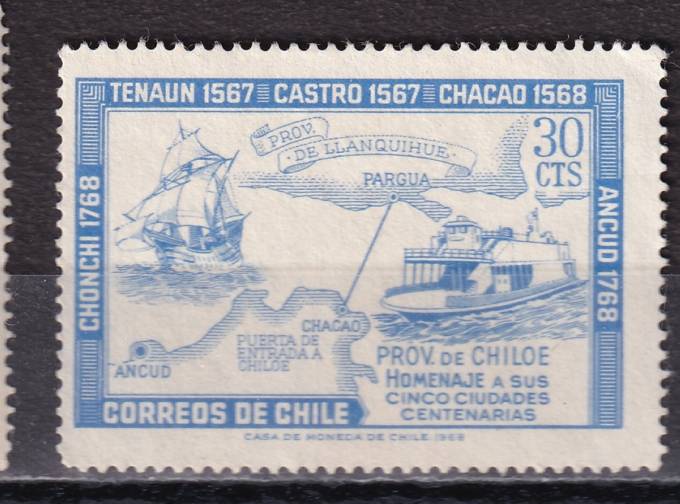 TENAUN 1567 CASTRO 1567 CHACAO 1568
CHONCHI 1768
ANCUD 1768
PROV.
DE LLANQUIHUE
30
CTS
PARGUA
CHACAO
PUERTA DE
ENTRADA A
CHILOE
ANCUD
PROV. DE CHILOE
HOMENAJE A SUS
CINCO CIUDADES
CENTENARIAS
CORREOS DE CHILE
CASA DE MONEDA DE CHILE 1968